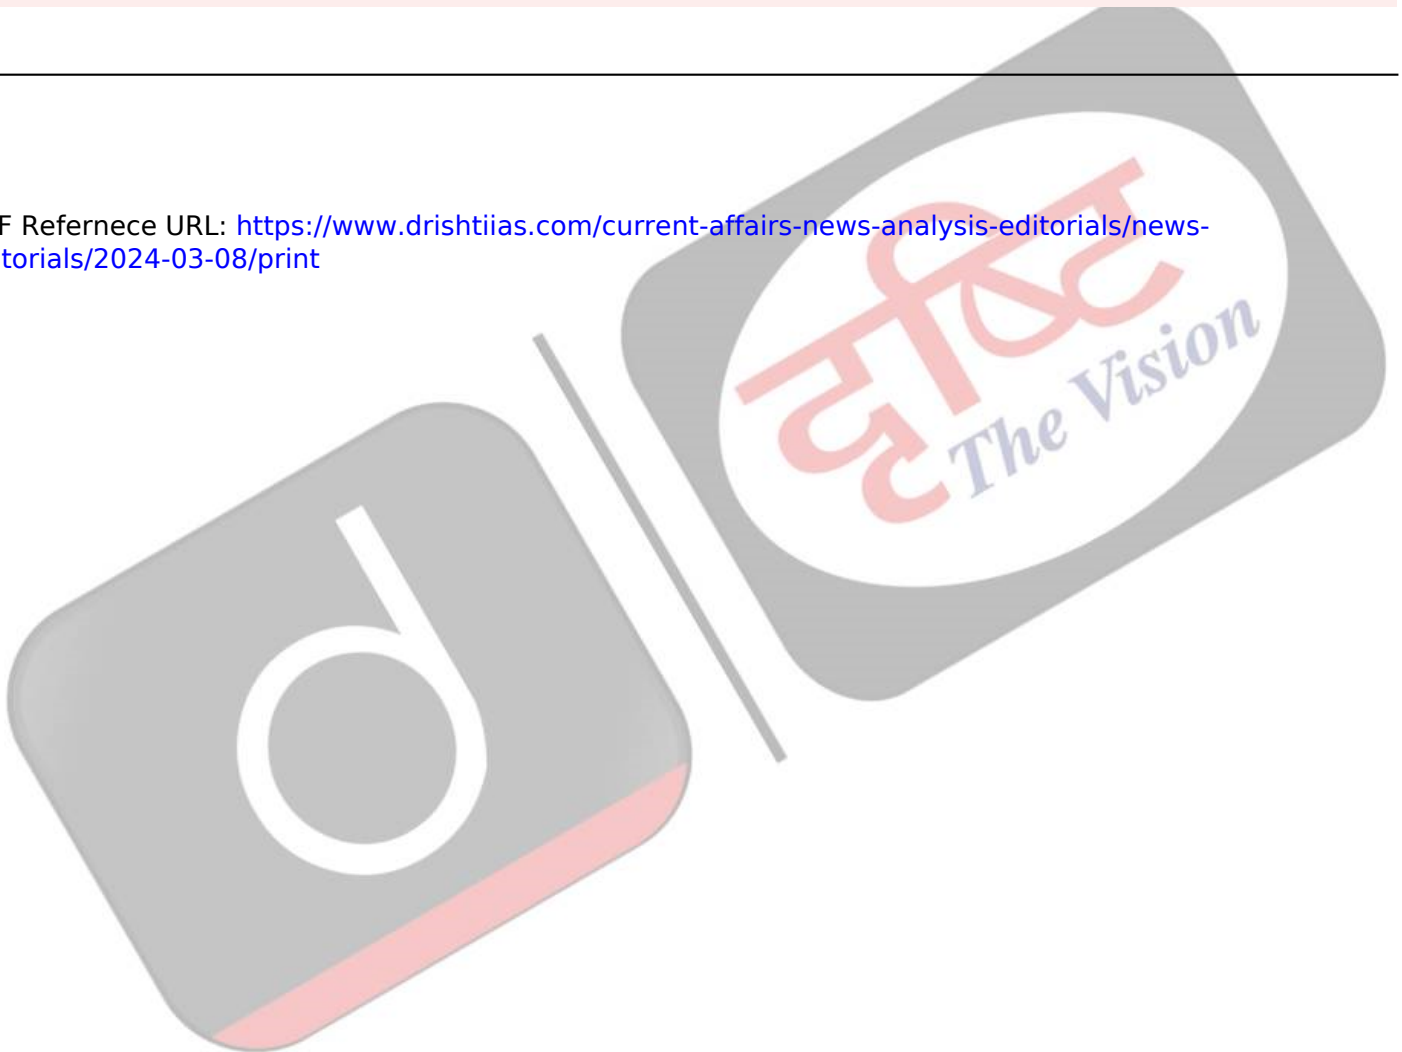 F Refernece URL: https://www.drishtiias.com/current-affairs-news-analysis-editorials/news-
torials/2024-03-08/print
दृष्टि
The Vision
d